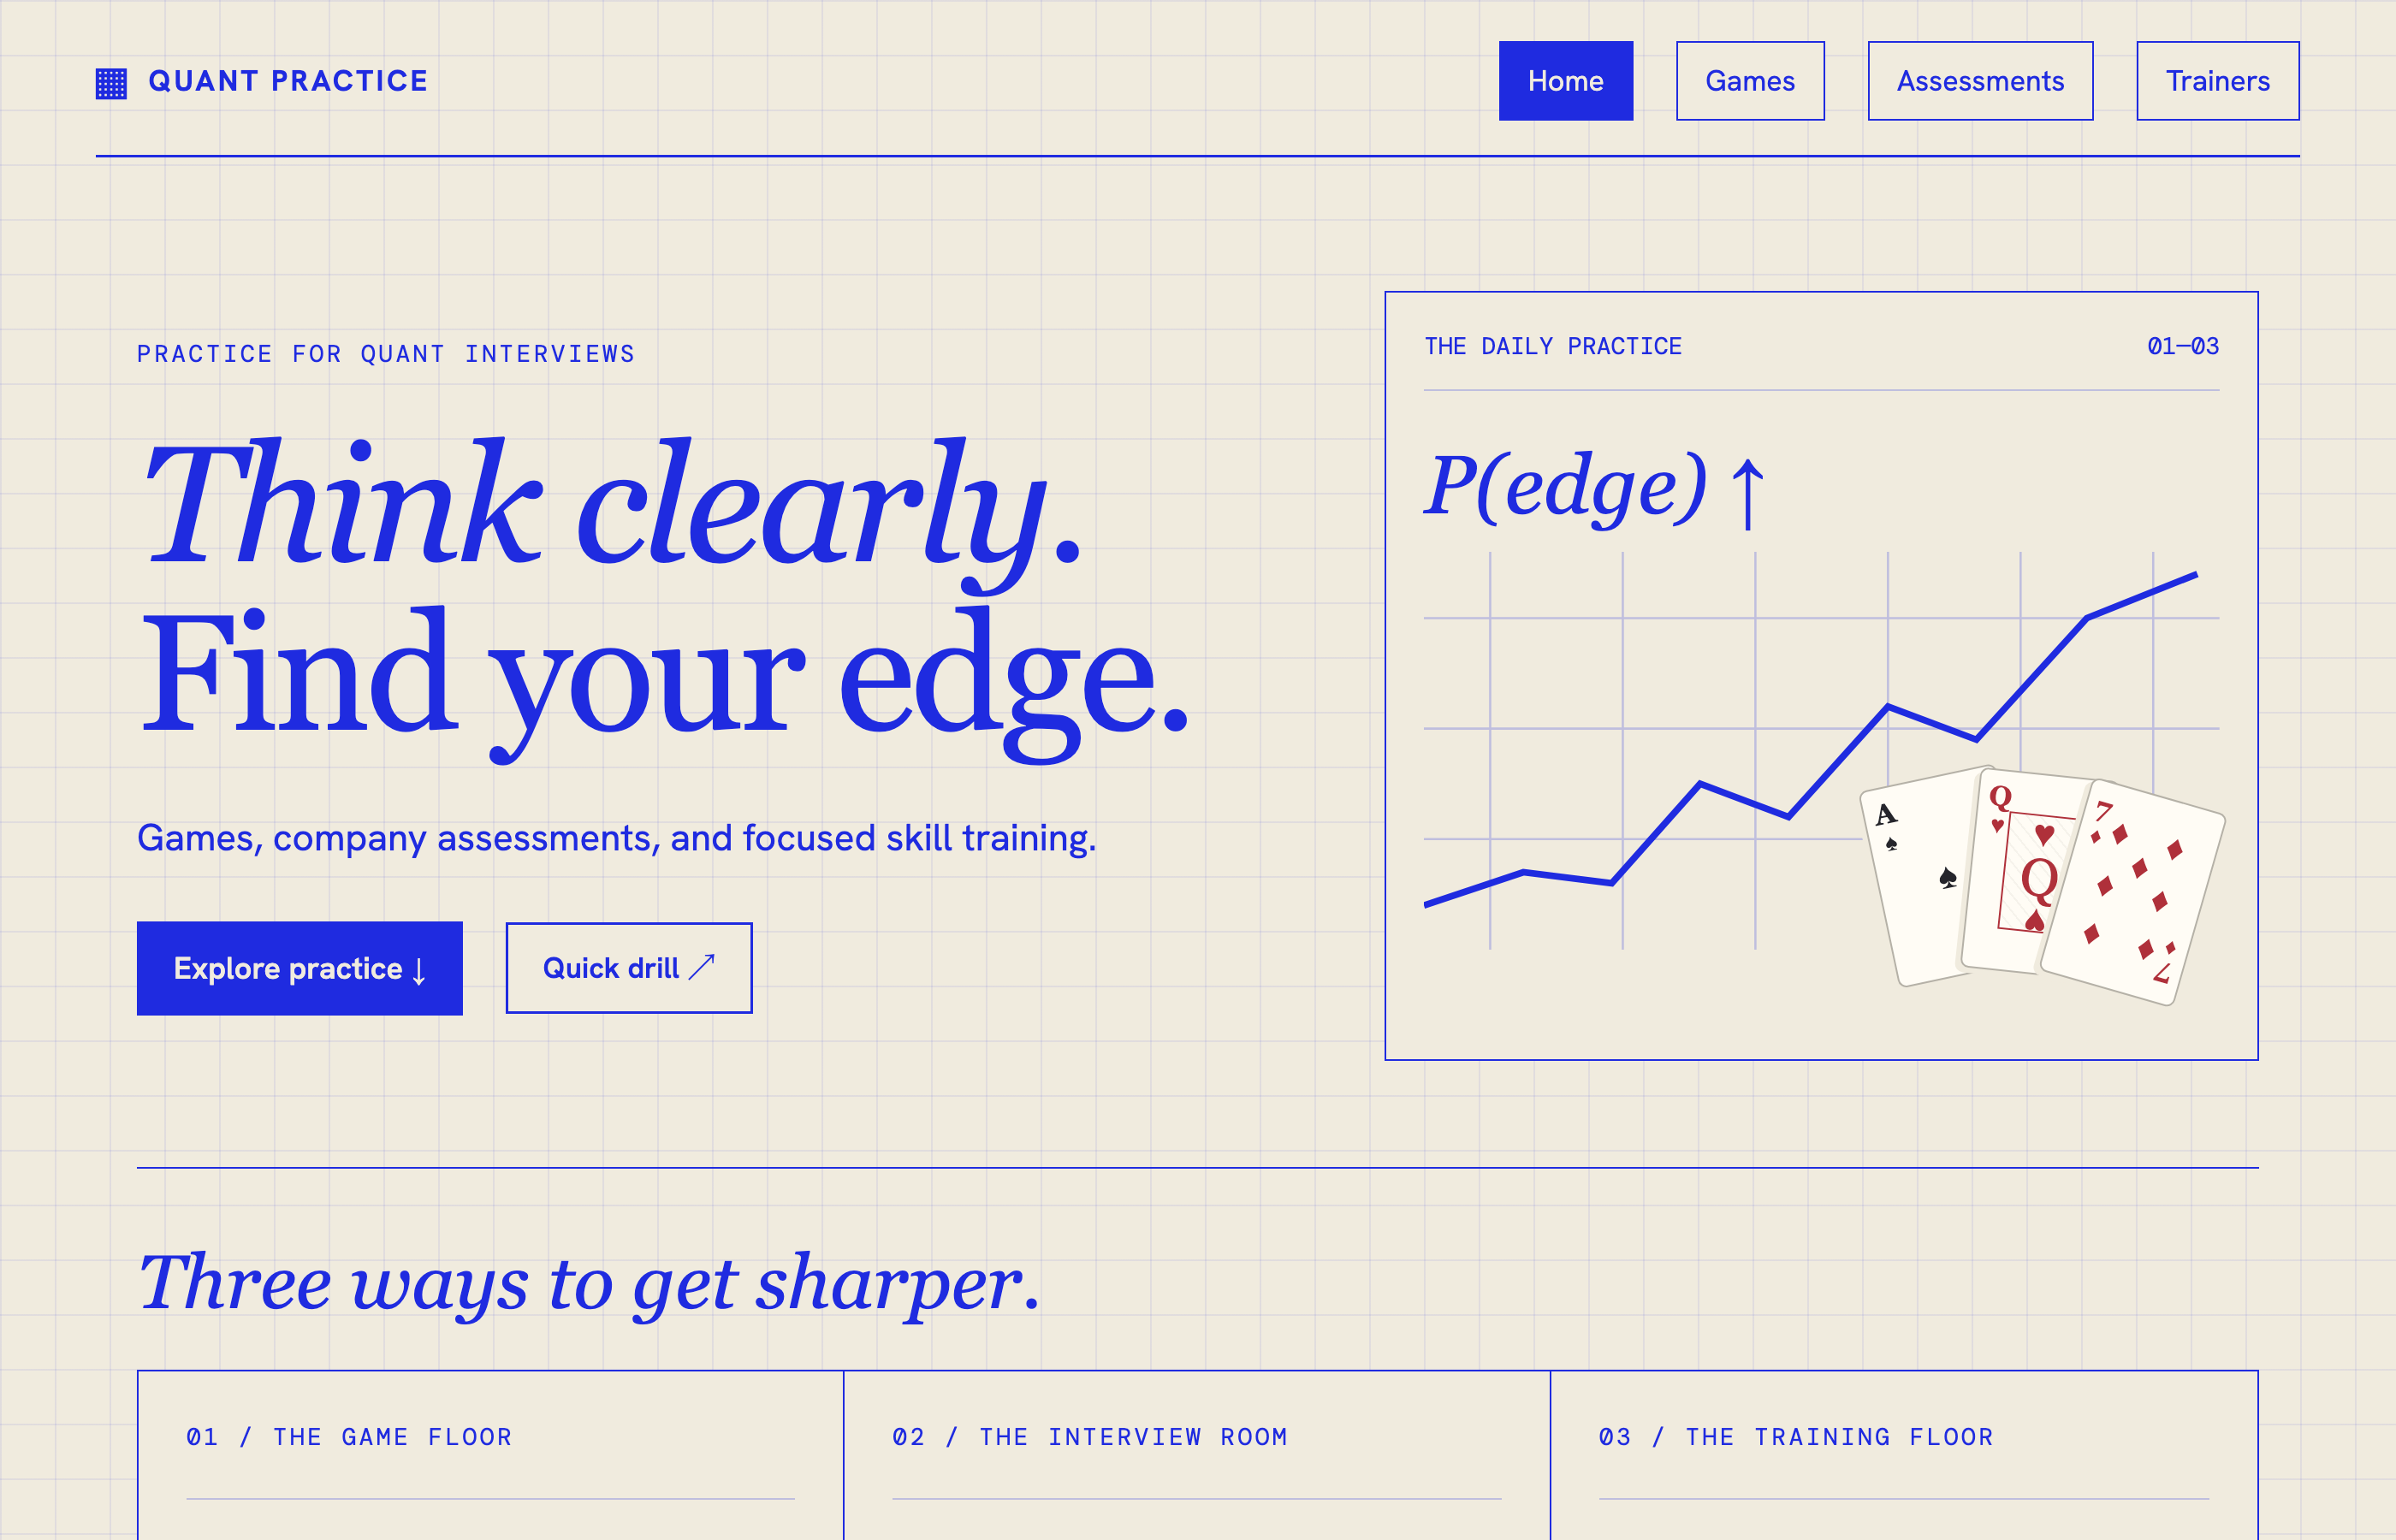 QUANT PRACTICE
Home
Games
Assessments
Trainers
PRACTICE FOR QUANT INTERVIEWS
Think clearly.
Find your edge.
Games, company assessments, and focused skill training.
Explore practice ↓
Quick drill ↗
THE DAILY PRACTICE
01—03
P(edge) ↑
A
Q
Q
7
7
Three ways to get sharper.
01 / THE GAME FLOOR
02 / THE INTERVIEW ROOM
03 / THE TRAINING FLOOR